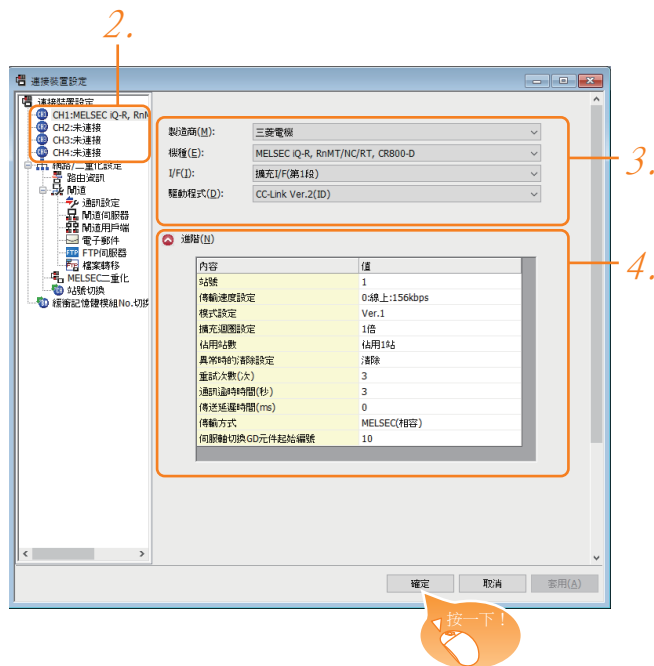 2.
連接裝置設定
連接裝置設定
CH1:MELSEC iQ-R, RnM
CH2:未連接
CH3:未連接
CH4:未連接
網路/二重化設定
路由資訊
閘道
通訊設定
閘道伺服器
閘道用戶端
電子郵件
FTP伺服器
檔案轉移
MELSEC二重化
站號切換
緩衝記憶體模組No.切換
製造商(M): 三菱電機
機種(E): MELSEC iQ-R, RnMT/NC/RT, CR800-D
I/F(I): 擴充I/F(第1段)
驅動程式(D): CC-Link Ver.2(ID)
3.
進階(N)
4.
內容 值
站號 1
傳輸速度設定 0:線上:156kbps
模式設定 Ver.1
擴充迴圈設定 1倍
佔用站數 佔用1站
異常時的清除設定 清除
重試次數(次) 3
通訊逾時時間(秒) 3
傳送延遲時間(ms) 0
傳輸方式 MELSEC(相容)
伺服軸切換GD元件起始編號 10
確定 取消 套用(A)
按一下!